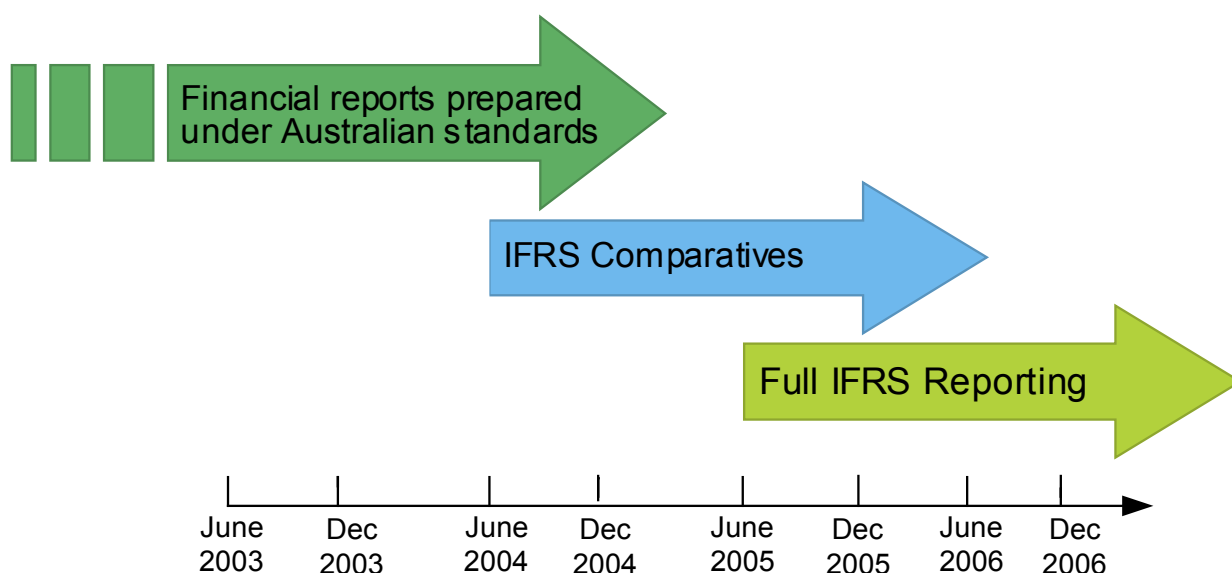 Financial reports prepared
under Australian standards
IFRS Comparatives
Full IFRS Reporting
June
2003
Dec
2003
June
2004
Dec
2004
June
2005
Dec
2005
June
2006
Dec
2006